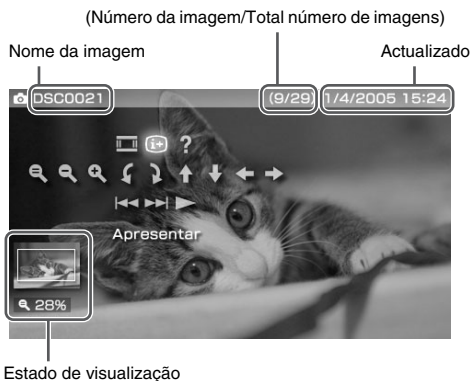 (Número da imagem/Total número de imagens)
Nome da imagem
Actualizado
DSC0021
(9/29) 1/4/2005 15:24
i+ ?
Apresentar
28%
Estado de visualização